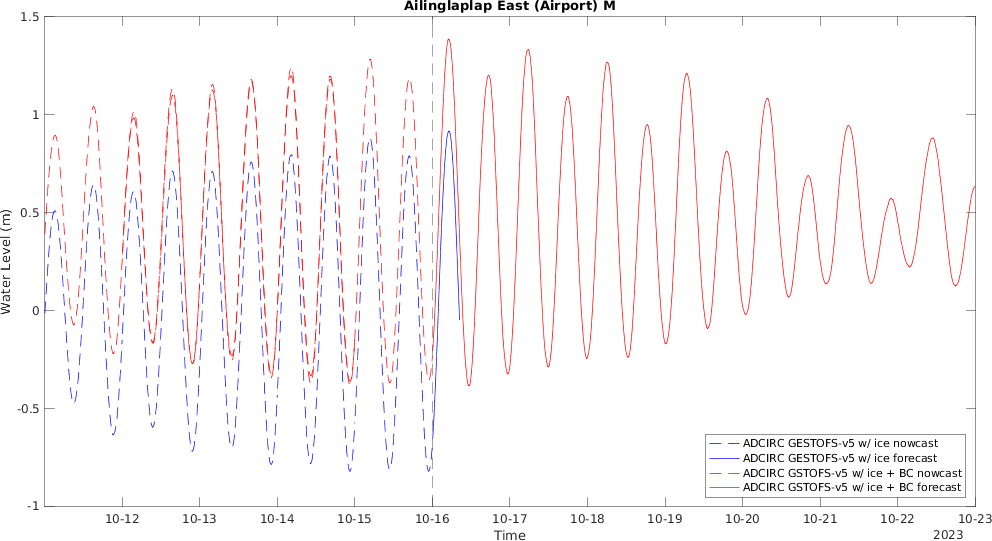 Ailinglaplap East (Airport) M
Water Level (m)
1.5
1
0.5
0
-0.5
-1
10-12
10-13
10-14
10-15
10-16
10-17
10-18
10-19
10-20
10-21
10-22
10-23
Time
2023
ADCIRC GESTOFS-v5 w/ ice nowcast
ADCIRC GESTOFS-v5 w/ ice forecast
ADCIRC GSTOFS-v5 w/ ice + BC nowcast
ADCIRC GSTOFS-v5 w/ ice + BC forecast